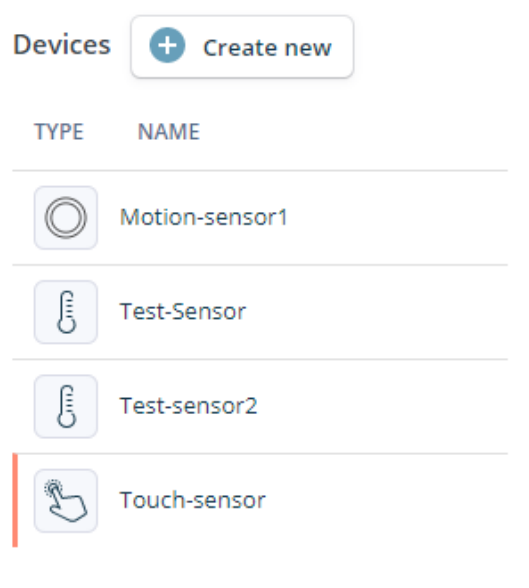 Devices
Create new
TYPE NAME
Motion-sensor1
Test-Sensor
Test-sensor2
Touch-sensor